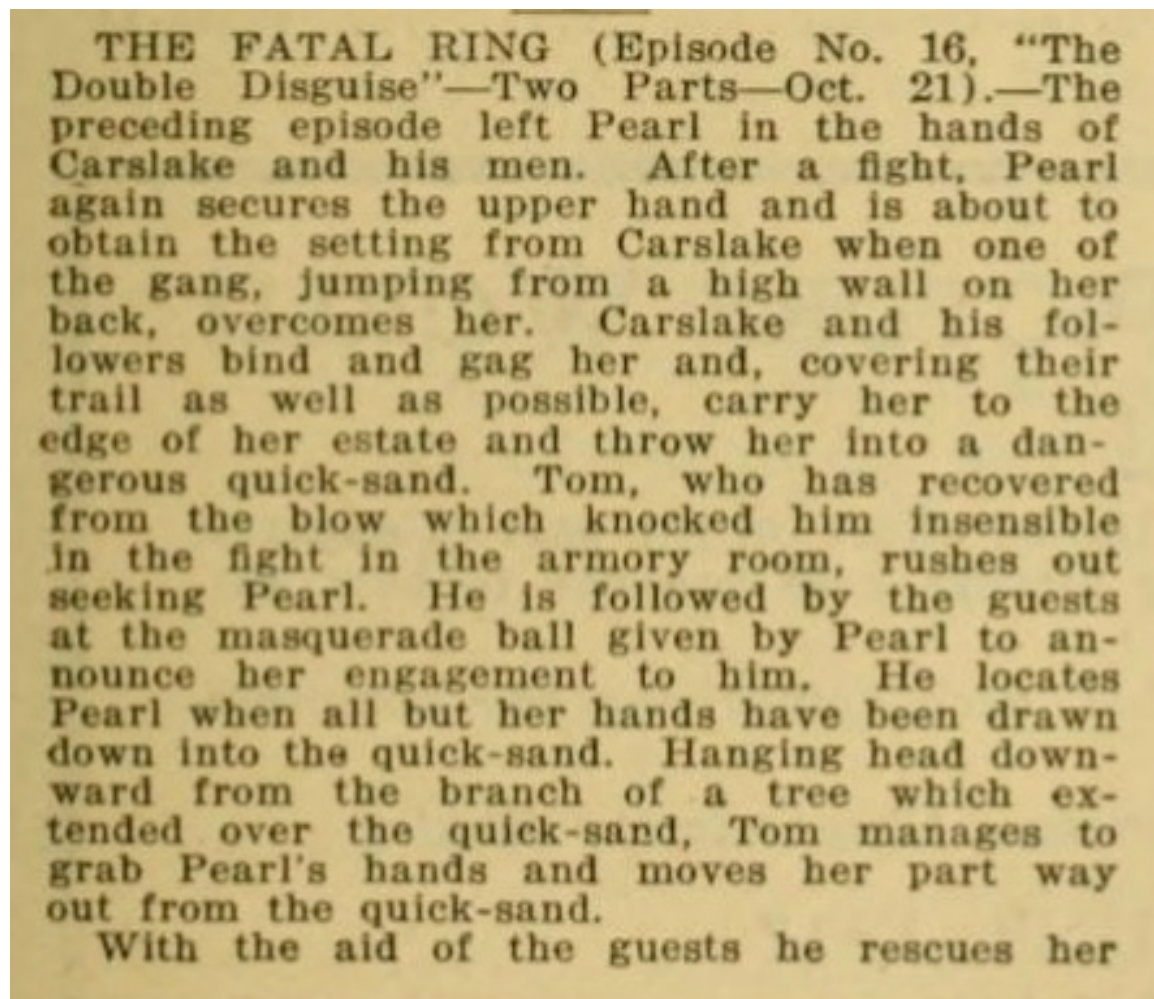 THE FATAL RING (Episode No. 16, "The
Double Disguise"—Two Parts—Oct. 21).—The
preceding episode left Pearl in the hands of
Carslake and his men. After a fight, Pearl
again secures the upper hand and is about to
obtain the setting from Carslake when one of
the gang, jumping from a high wall on her
back, overcomes her. Carslake and his fol-
lowers bind and gag her and, covering their
trail as well as possible, carry her to the
edge of her estate and throw her into a dan-
gerous quick-sand. Tom, who has recovered
from the blow which knocked him insensible
in the fight in the armory room, rushes out
seeking Pearl. He is followed by the guests
at the masquerade ball given by Pearl to an-
nounce her engagement to him. He locates
Pearl when all but her hands have been drawn
down into the quick-sand. Hanging head down-
ward from the branch of a tree which ex-
tended over the quick-sand, Tom manages to
grab Pearl's hands and moves her part way
out from the quick-sand.
With the aid of the guests he rescues her